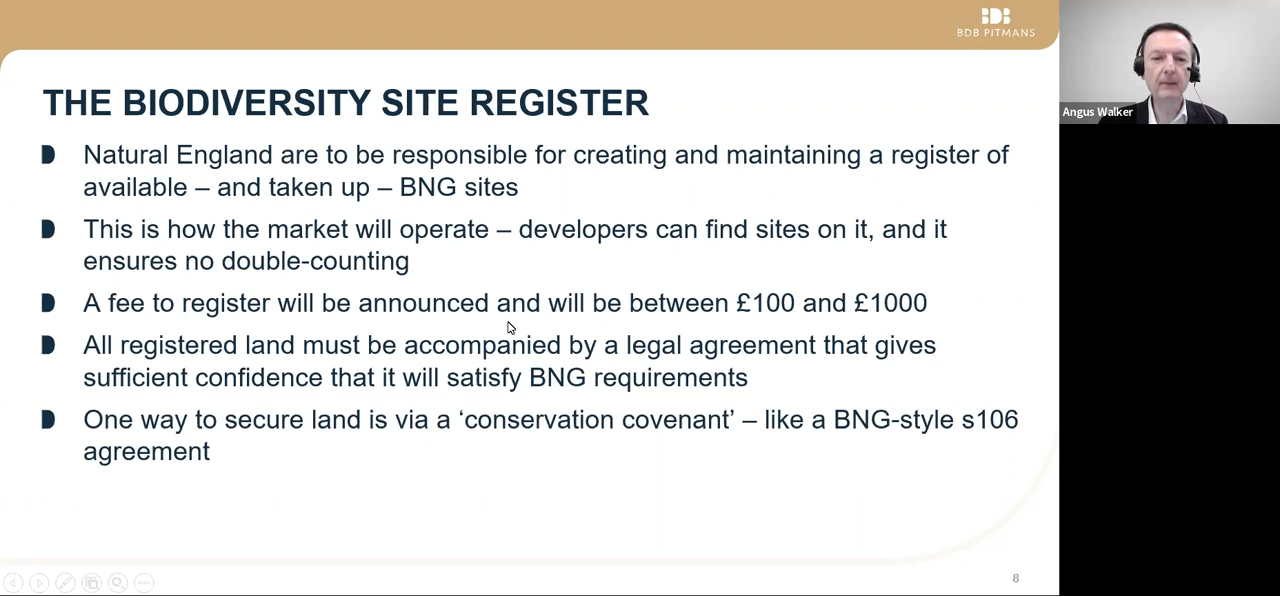 BDB PITMANS
Angus Walker
THE BIODIVERSITY SITE REGISTER
Natural England are to be responsible for creating and maintaining a register of
available – and taken up – BNG sites
This is how the market will operate – developers can find sites on it, and it
ensures no double-counting
A fee to register will be announced and will be between £100 and £1000
All registered land must be accompanied by a legal agreement that gives
sufficient confidence that it will satisfy BNG requirements
One way to secure land is via a ‘conservation covenant’ – like a BNG-style s106
agreement
8